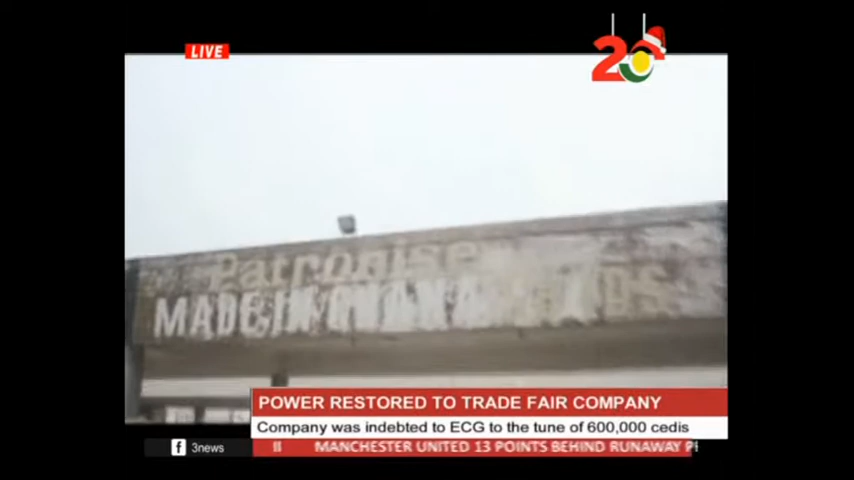 LIVE
20
Patronise
MADE IN GHANA
POWER RESTORED TO TRADE FAIR COMPANY
Company was indebted to ECG to the tune of 600,000 cedis
f 3news
MANCHESTER UNITED 13 POINTS BEHIND RUNAWAY